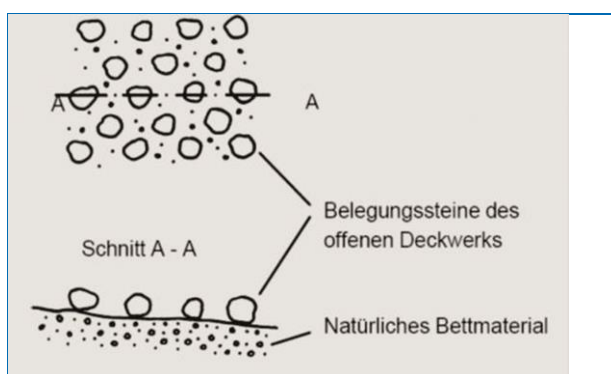 A A
Belegungssteine des
offenen Deckwerks
Schnitt A - A
Natürliches Bettmaterial